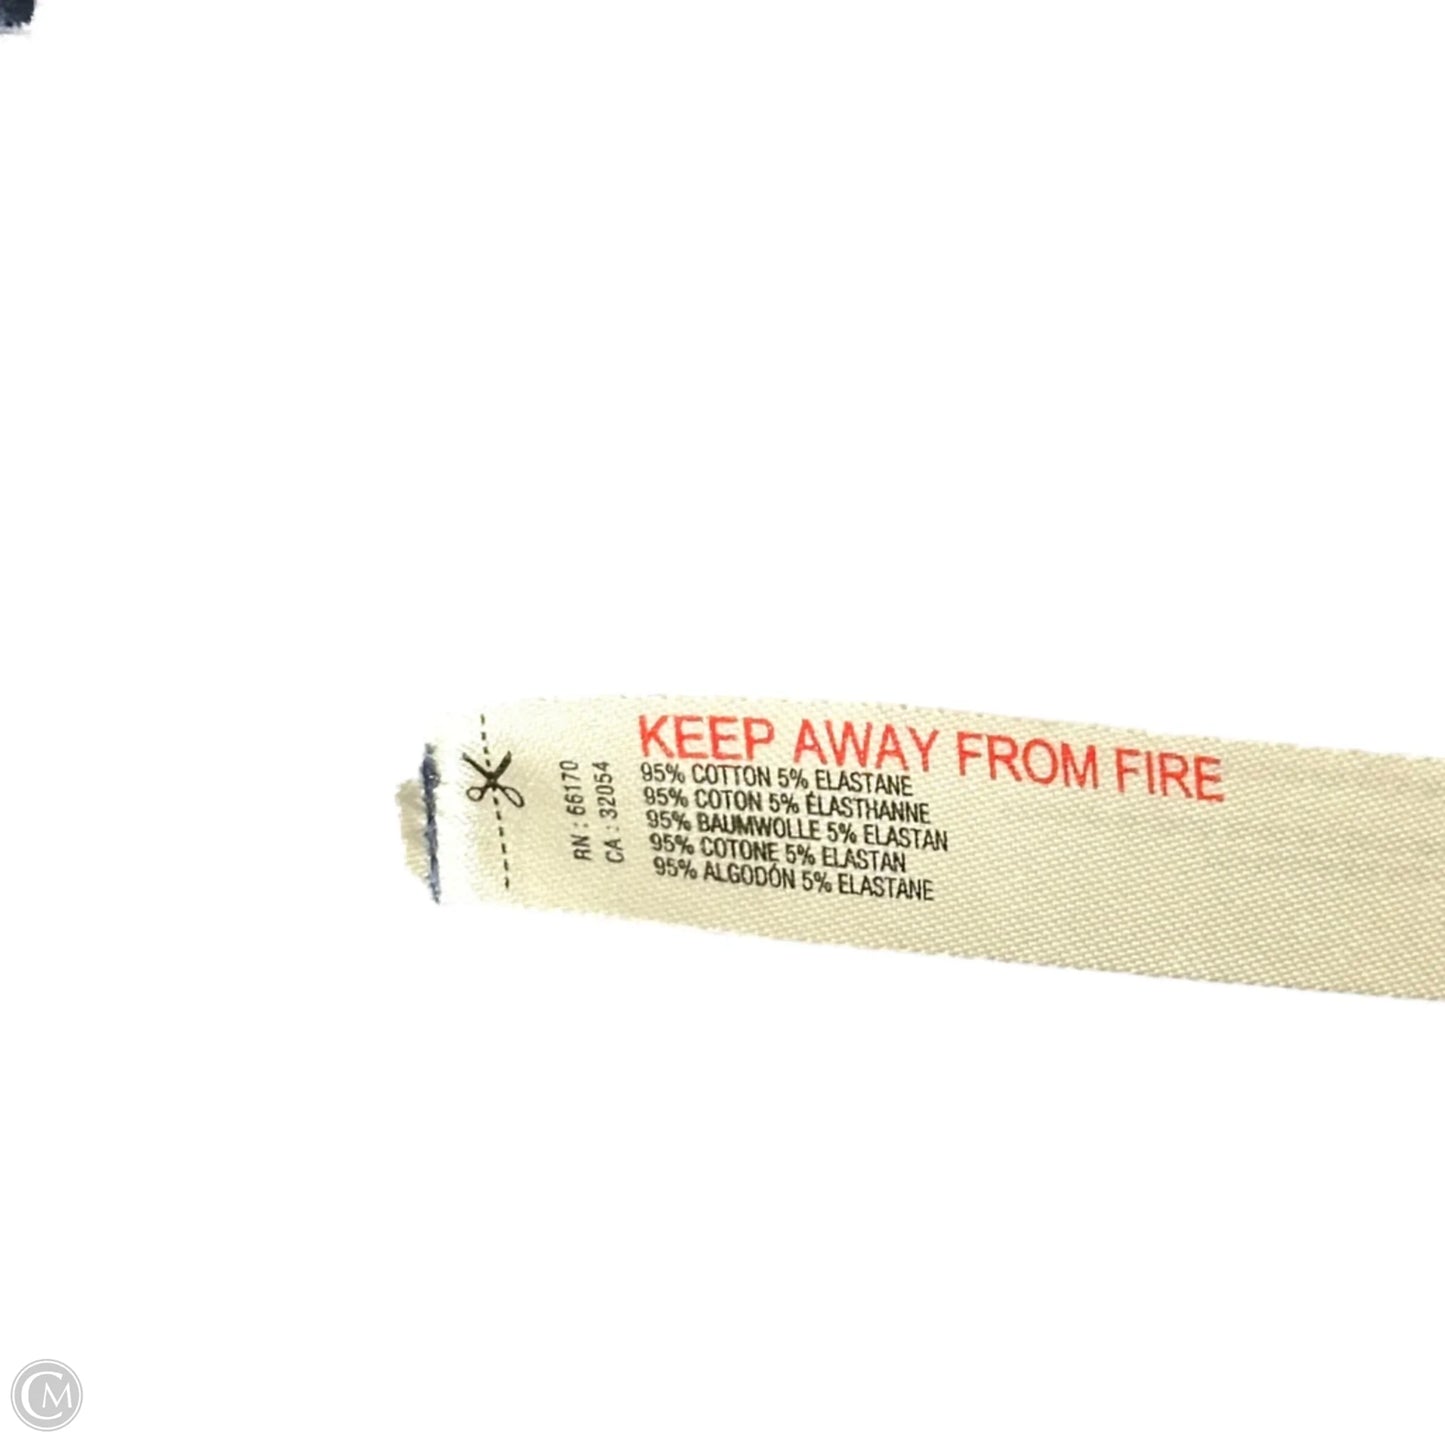 KEEP AWAY FROM FIRE
95% COTTON 5% ELASTANE
95% COTON 5% ÉLASTHANNE
95% BAUMWOLLE 5% ELASTAN
95% COTONE 5% ELASTAN
95% ALGODÓN 5% ELASTANE
RN : 66170
CA : 32054
CM